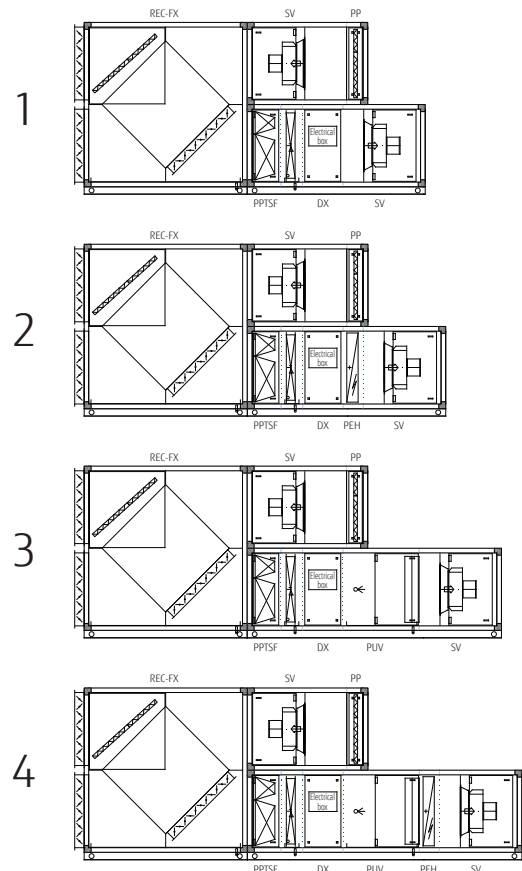 REC-FX SV PP
1
Electrical
box
PPTSF DX SV
REC-FX SV PP
2
Electrical
box
PPTSF DX PEH SV
REC-FX SV PP
3
Electrical
box
PPTSF DX PUV SV
REC-FX SV PP
4
Electrical
box
PPTSF DX PUV PEH SV